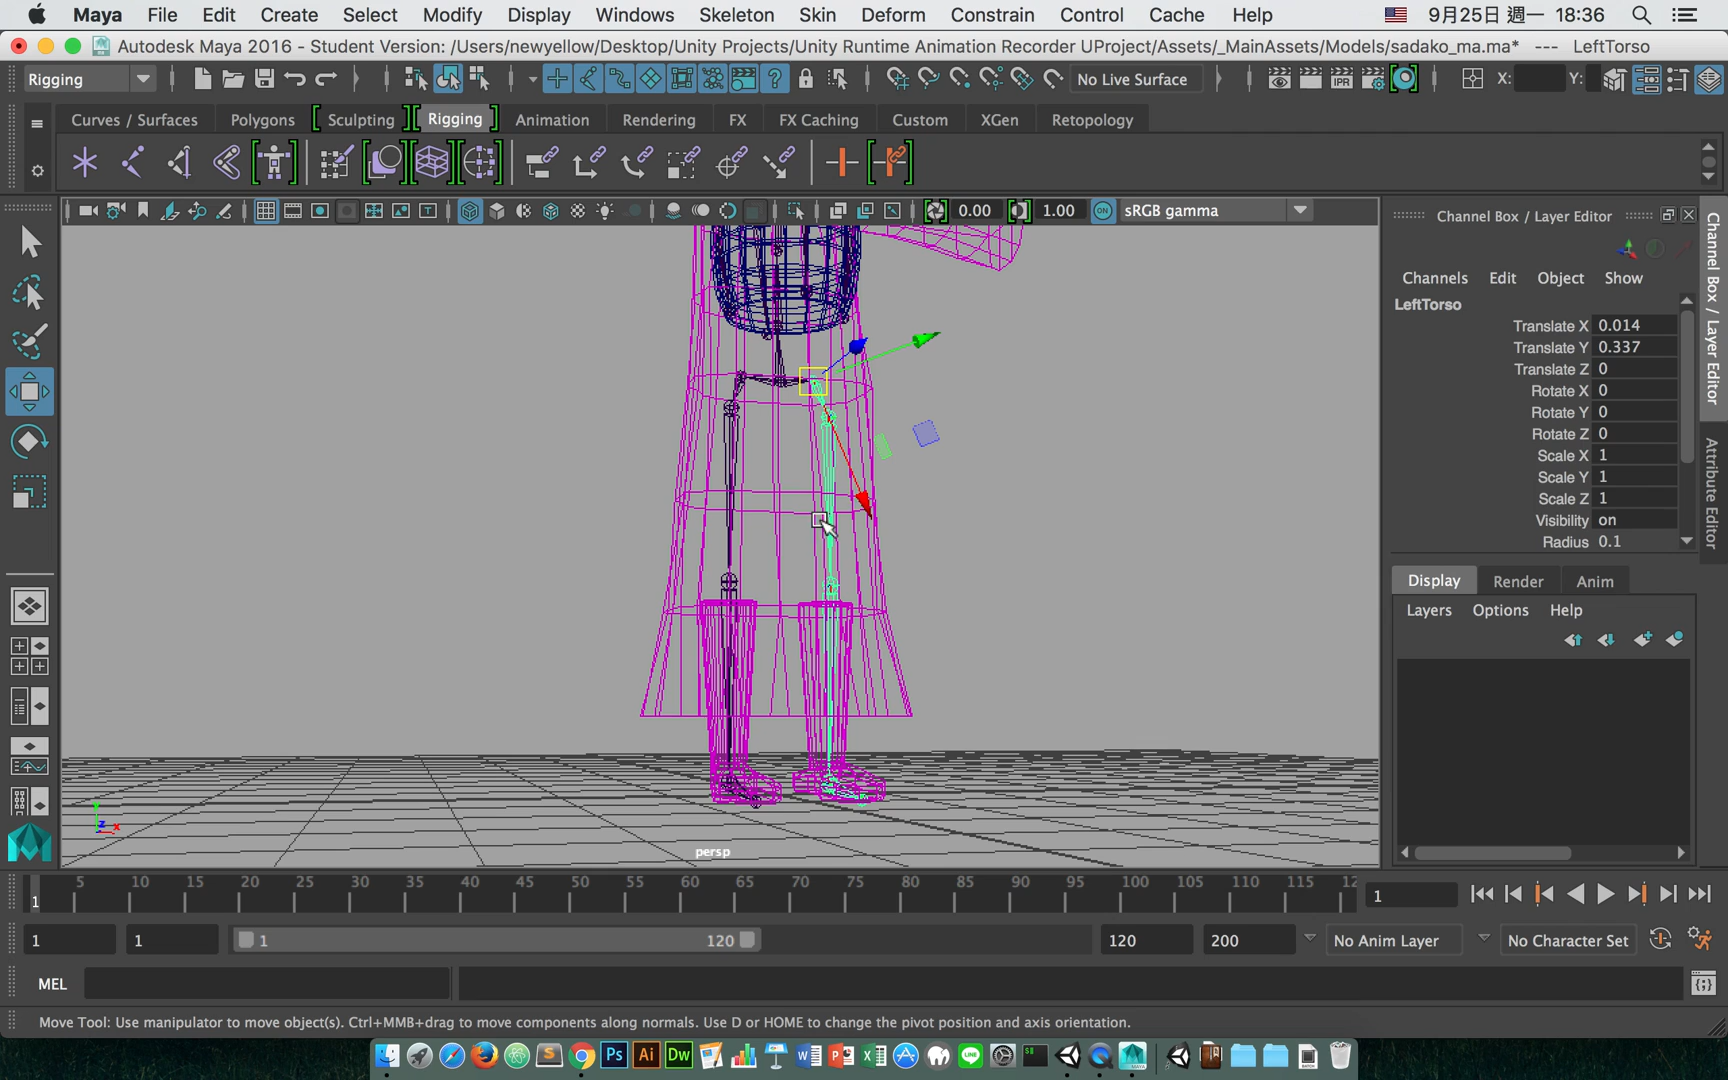 Maya File Edit Create Select Modify Display Windows Skeleton Skin Deform Constrain Control Cache Help 9月25日 週一 18:36
Autodesk Maya 2016 - Student Version: /Users/newyellow/Desktop/Unity Projects/Unity Runtime Animation Recorder UProject/Assets/_MainAssets/Models/sadako_ma.ma* --- LeftTorso
Rigging No Live Surface X: Y:
Curves / Surfaces Polygons Sculpting Rigging Animation Rendering FX FX Caching Custom XGen Retopology
0.00 1.00 ON sRGB gamma
Channel Box / Layer Editor
Channels Edit Object Show
LeftTorso
Translate X 0.014
Translate Y 0.337
Translate Z 0
Rotate X 0
Rotate Y 0
Rotate Z 0
Scale X 1
Scale Y 1
Scale Z 1
Visibility on
Radius 0.1
Display Render Anim
Layers Options Help
Channel Box / Layer Editor
Attribute Editor
y
z x
persp
5 10 15 20 25 30 35 40 45 50 55 60 65 70 75 80 85 90 95 100 105 110 115 12
1 1
1 1 1 120 120 200 No Anim Layer No Character Set
MEL
Move Tool: Use manipulator to move object(s). Ctrl+MMB+drag to move components along normals. Use D or HOME to change the pivot position and axis orientation.
Ps Ai Dw LINE MAYA